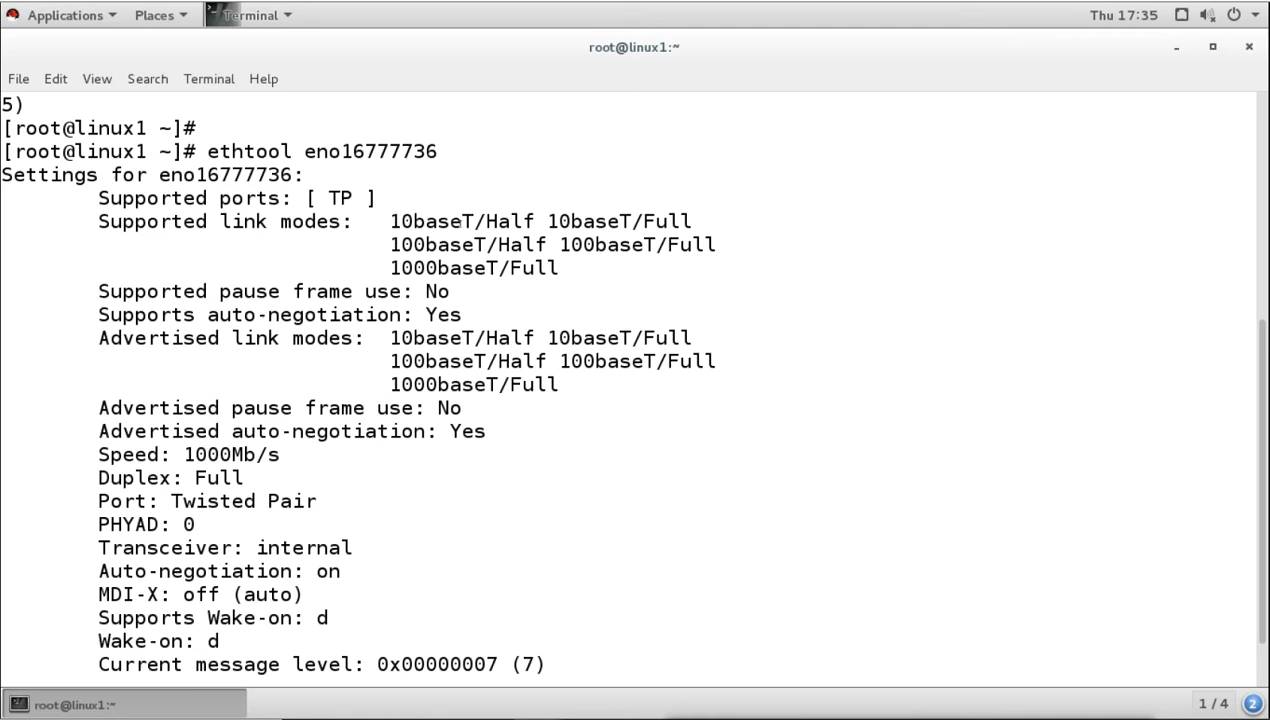 Applications Places Terminal Thu 17:35
root@linux1:~
File Edit View Search Terminal Help
5)
[root@linux1 ~]#
[root@linux1 ~]# ethtool eno16777736
Settings for eno16777736:
Supported ports: [ TP ]
Supported link modes: 10baseT/Half 10baseT/Full
100baseT/Half 100baseT/Full
1000baseT/Full
Supported pause frame use: No
Supports auto-negotiation: Yes
Advertised link modes: 10baseT/Half 10baseT/Full
100baseT/Half 100baseT/Full
1000baseT/Full
Advertised pause frame use: No
Advertised auto-negotiation: Yes
Speed: 1000Mb/s
Duplex: Full
Port: Twisted Pair
PHYAD: 0
Transceiver: internal
Auto-negotiation: on
MDI-X: off (auto)
Supports Wake-on: d
Wake-on: d
Current message level: 0x00000007 (7)
root@linux1:~ 1 / 4 2